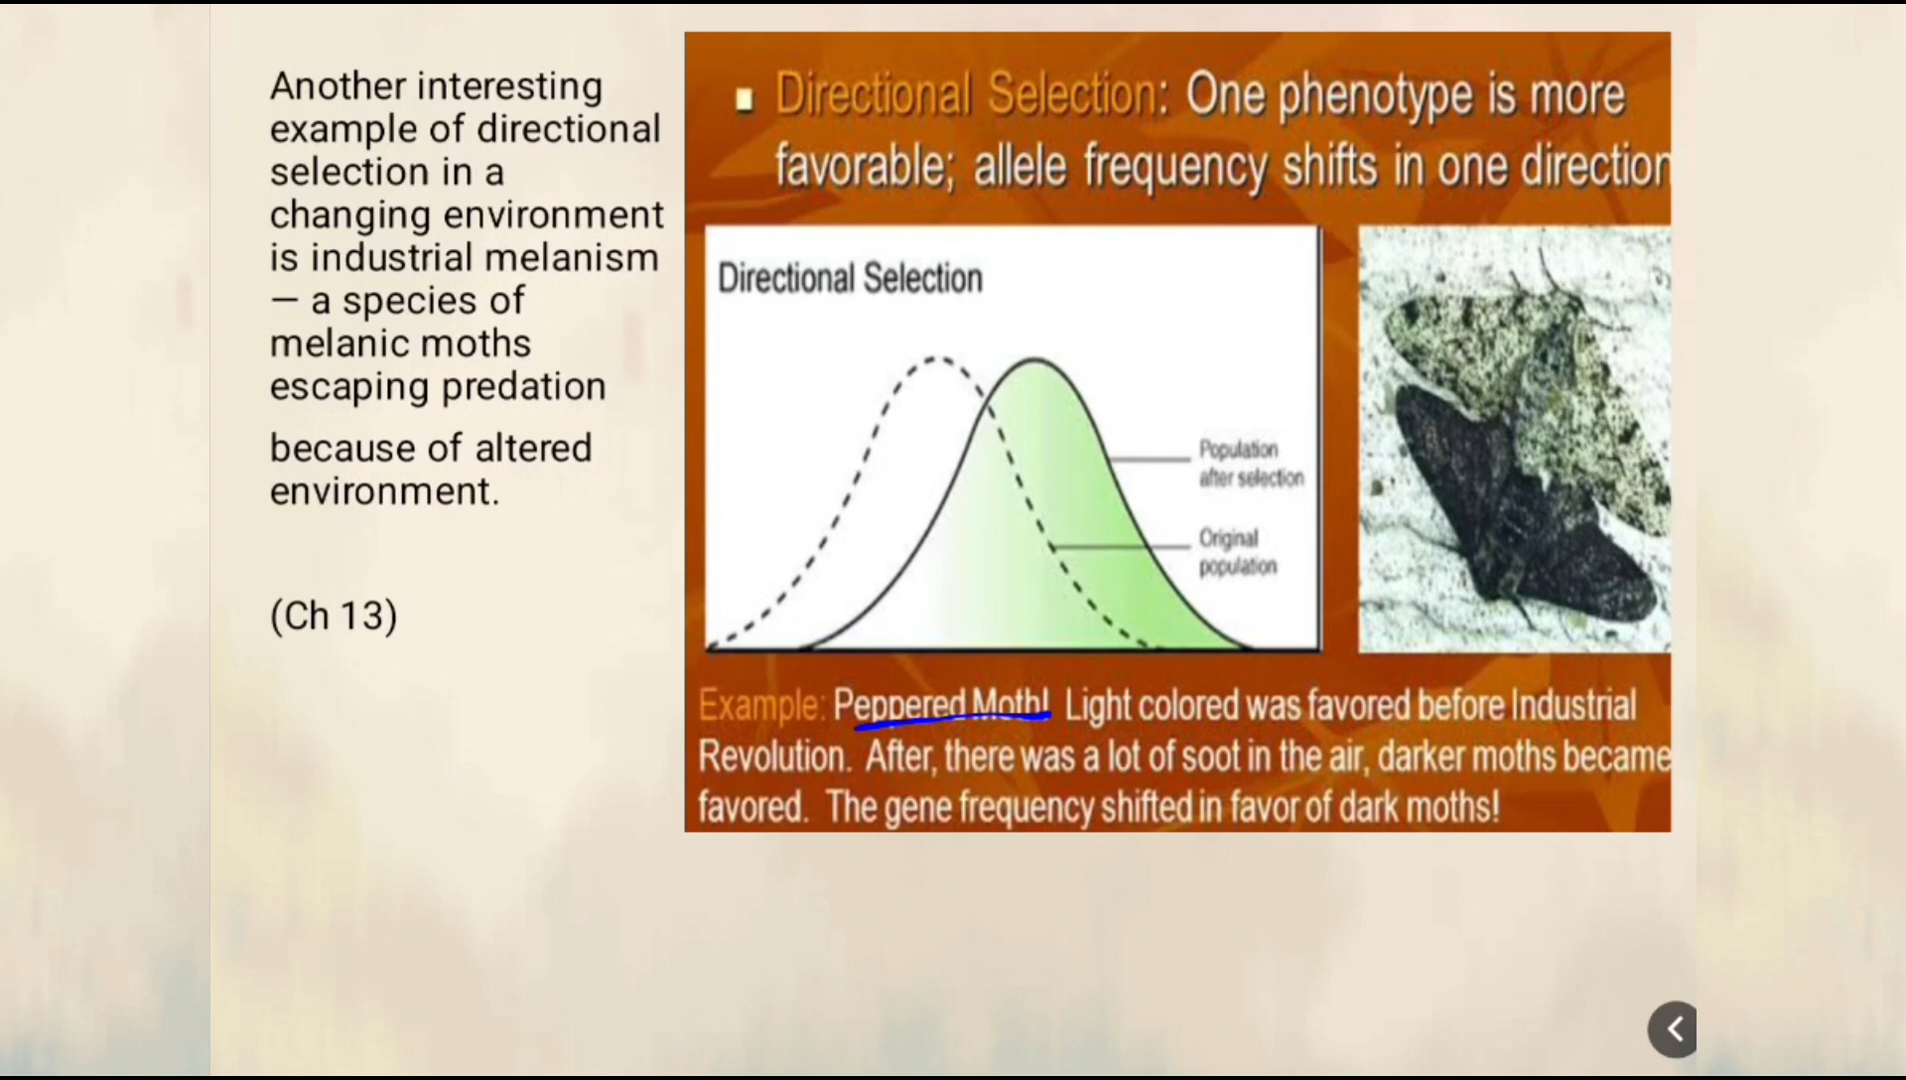 Another interesting
example of directional
selection in a
changing environment
is industrial melanism
— a species of
melanic moths
escaping predation
because of altered
environment.
(Ch 13)
Directional Selection: One phenotype is more
favorable; allele frequency shifts in one direction
Directional Selection
Population
after selection
Original
population
Example: Peppered Moth! Light colored was favored before Industrial
Revolution. After, there was a lot of soot in the air, darker moths became
favored. The gene frequency shifted in favor of dark moths!